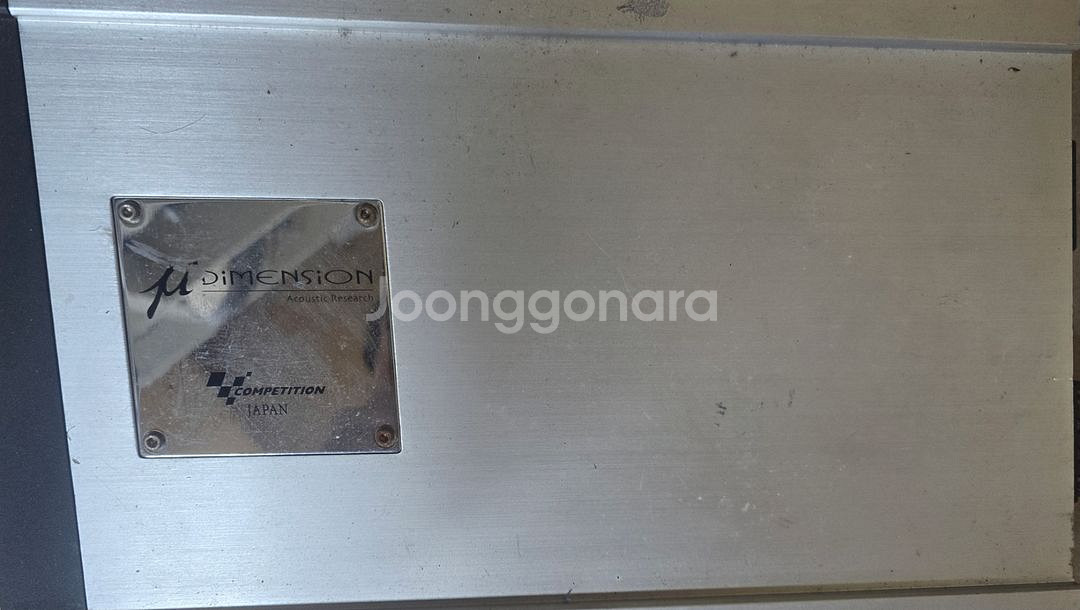 µ DiMENSiON
Acoustic Research
Joonggonara
COMPETITION
JAPAN